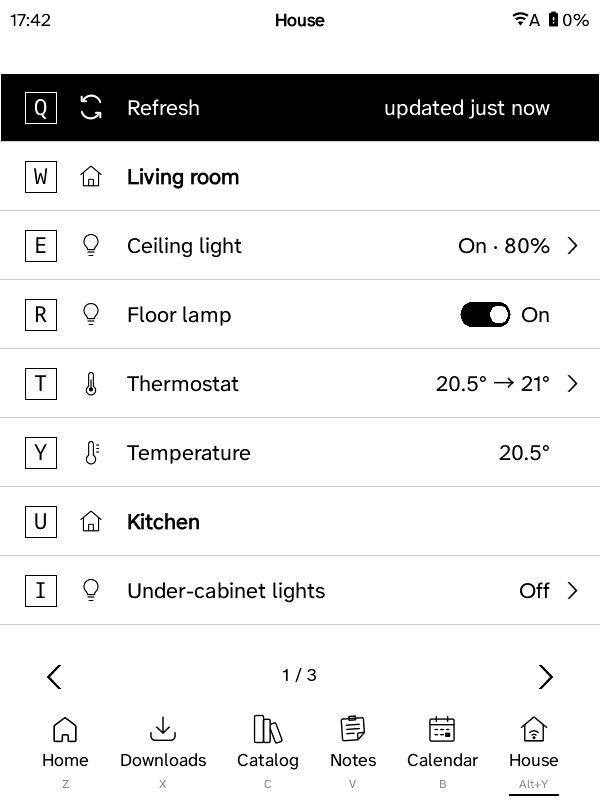 17:42 House A 0%
Q Refresh updated just now
W Living room
E Ceiling light On · 80%
R Floor lamp On
T Thermostat 20.5° → 21°
Y Temperature 20.5°
U Kitchen
I Under-cabinet lights Off
1 / 3
Home Downloads Catalog Notes Calendar House
Z X C V B Alt+Y